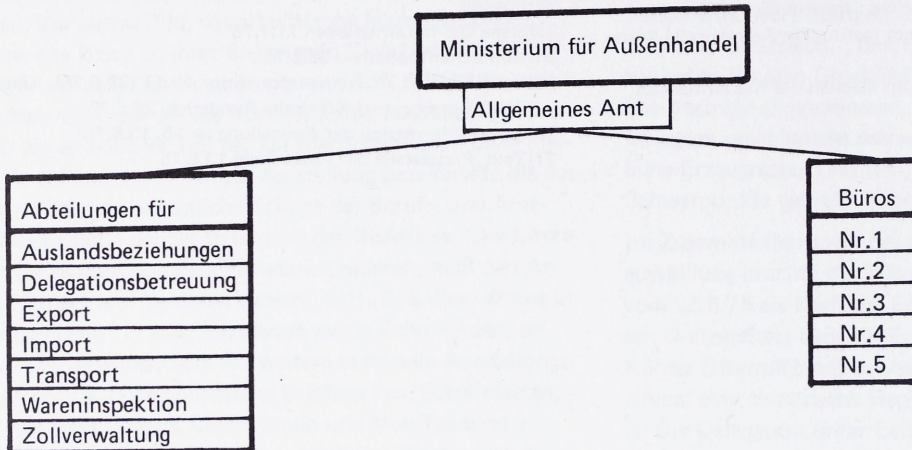 Ministerium für Außenhandel
Allgemeines Amt
Abteilungen für
Auslandsbeziehungen
Delegationsbetreuung
Export
Import
Transport
Wareninspektion
Zollverwaltung
Büros
Nr.1
Nr.2
Nr.3
Nr.4
Nr.5